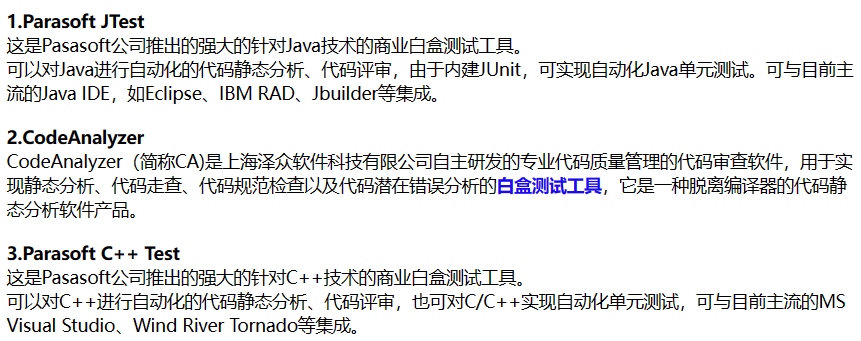 1.Parasoft JTest
这是Pasasoft公司推出的强大的针对Java技术的商业白盒测试工具。
可以对Java进行自动化的代码静态分析、代码评审，由于内建JUnit，可实现自动化Java单元测试。可与目前主
流的Java IDE，如Eclipse、IBM RAD、Jbuilder等集成。
2.CodeAnalyzer
CodeAnalyzer（简称CA)是上海泽众软件科技有限公司自主研发的专业代码质量管理的代码审查软件，用于实
现静态分析、代码走查、代码规范检查以及代码潜在错误分析的白盒测试工具，它是一种脱离编译器的代码静
态分析软件产品。
3.Parasoft C++ Test
这是Pasasoft公司推出的强大的针对C++技术的商业白盒测试工具。
可以对C++进行自动化的代码静态分析、代码评审，也可对C/C++实现自动化单元测试，可与目前主流的MS
Visual Studio、Wind River Tornado等集成。